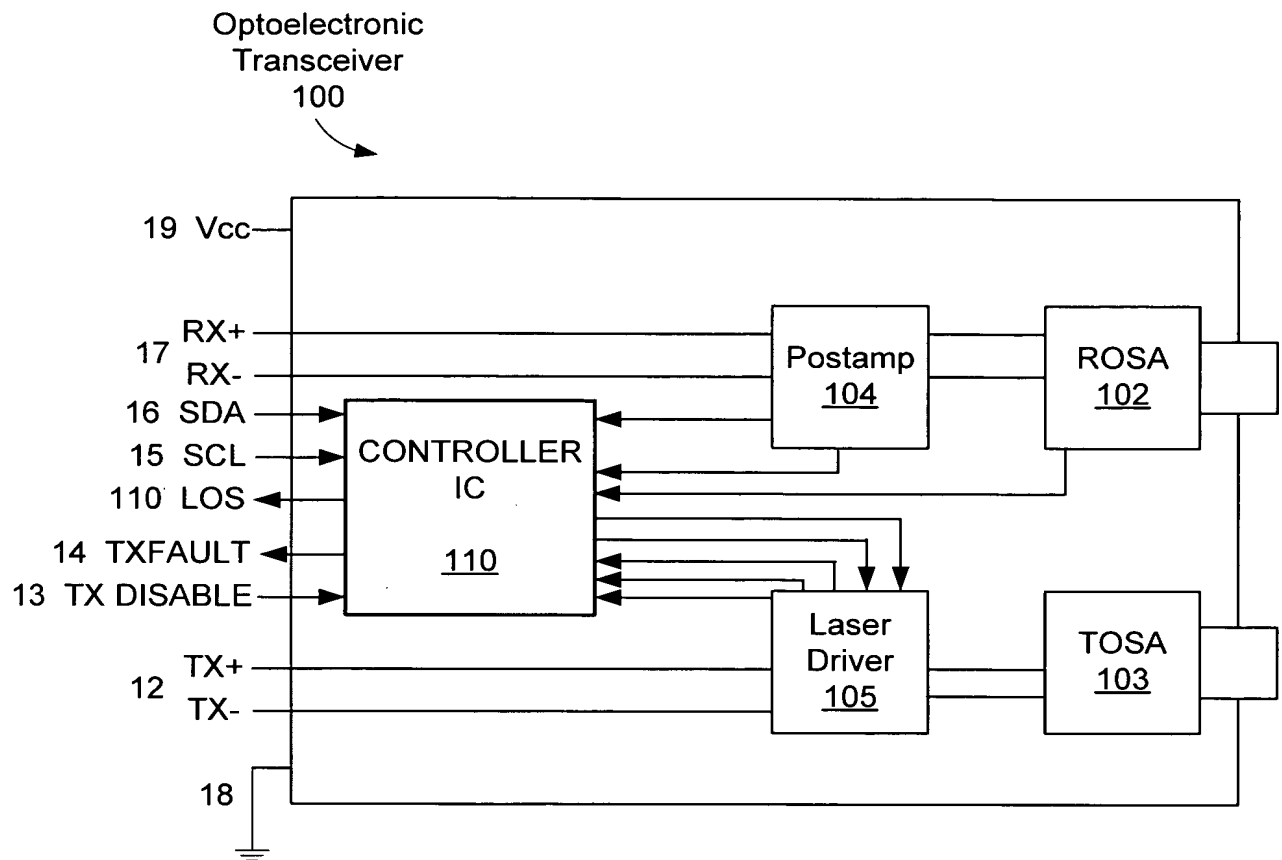 Optoelectronic
Transceiver
100
19 Vcc
RX+
17
RX-
Postamp
104
ROSA
102
16 SDA
15 SCL
110 LOS
14 TXFAULT
13 TX DISABLE
CONTROLLER
IC
110
TX+
12
TX-
Laser
Driver
105
TOSA
103
18